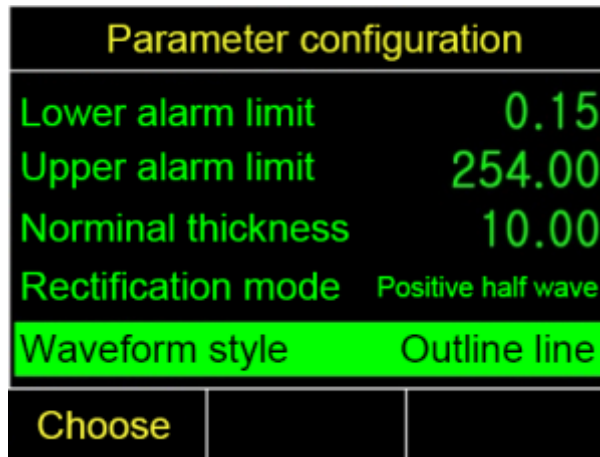 Parameter configuration
Lower alarm limit 0.15
Upper alarm limit 254.00
Norminal thickness 10.00
Rectification mode Positive half wave
Waveform style Outline line
Choose